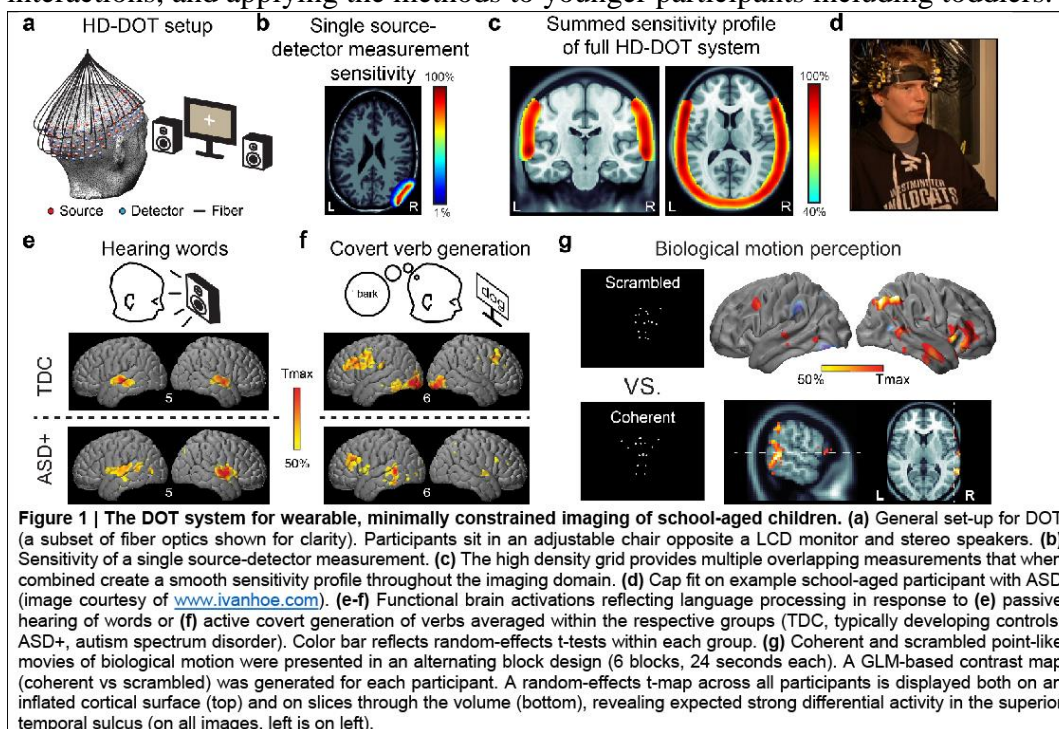 interactions, and applying the methods to younger participants including toddlers.
a HD-DOT setup
b Single source-
detector measurement
sensitivity
c Summed sensitivity profile
of full HD-DOT system
d
100%
1%
100%
40%
L R
L R
L R
Source Detector Fiber
WESTMINSTER
WILDCATS
e Hearing words
f Covert verb generation
g Biological motion perception
bark
dog
Scrambled
VS.
Coherent
TDC
ASD+
Tmax
50%
5
6
5
6
50% Tmax
L R
Figure 1 | The DOT system for wearable, minimally constrained imaging of school-aged children. (a) General set-up for DOT
(a subset of fiber optics shown for clarity). Participants sit in an adjustable chair opposite a LCD monitor and stereo speakers. (b)
Sensitivity of a single source-detector measurement. (c) The high density grid provides multiple overlapping measurements that when
combined create a smooth sensitivity profile throughout the imaging domain. (d) Cap fit on example school-aged participant with ASD
(image courtesy of www.ivanhoe.com). (e-f) Functional brain activations reflecting language processing in response to (e) passive
hearing of words or (f) active covert generation of verbs averaged within the respective groups (TDC, typically developing controls
ASD+, autism spectrum disorder). Color bar reflects random-effects t-tests within each group. (g) Coherent and scrambled point-like
movies of biological motion were presented in an alternating block design (6 blocks, 24 seconds each). A GLM-based contrast map
(coherent vs scrambled) was generated for each participant. A random-effects t-map across all participants is displayed both on an
inflated cortical surface (top) and on slices through the volume (bottom), revealing expected strong differential activity in the superior
temporal sulcus (on all images, left is on left).